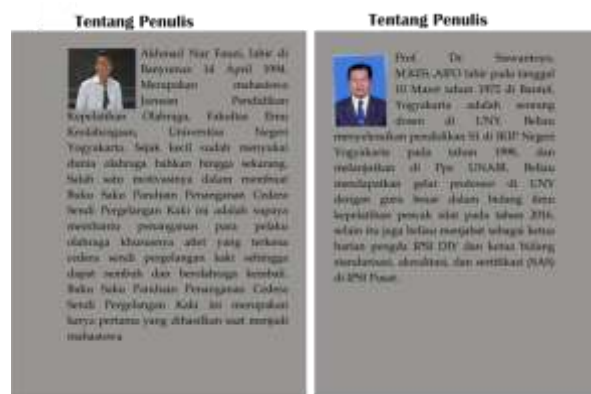 Tentang Penulis
Akhmad Nur Fauzi, lahir di
Banyumas 14 April 1994.
Merupakan mahasiswa
Jurusan Pendidikan
Kepelatihan Olahraga, Fakultas Ilmu
Keolahragaan, Universitas Negeri
Yogyakarta. Sejak kecil sudah menyukai
dunia olahraga bahkan hingga sekarang.
Salah satu motivasinya dalam membuat
Buku Saku Panduan Penanganan Cedera
Sendi Pergelangan Kaki ini adalah supaya
membantu penanganan para pelaku
olahraga khususnya atlet yang terkena
cedera sendi pergelangan kaki sehingga
dapat sembuh dan berolahraga kembali.
Buku Saku Panduan Penanganan Cedera
Sendi Pergelangan Kaki ini merupakan
karya pertama yang dihasilkan saat menjadi
mahasiswa
Tentang Penulis
Prof. Dr. Siswantoyo,
M.Kes, AIFO lahir pada tanggal
10 Maret tahun 1972 di Bantul,
Yogyakarta adalah seorang
dosen di UNY. Beliau
menyelesaikan pendidikan S1 di IKIP Negeri
Yogyakarta pada tahun 1996, dan
melanjutkan di Pps UNAIR. Beliau
mendapatkan gelar profesor di UNY
dengan guru besar dalam bidang ilmu
kepelatihan pencak silat pada tahun 2016.
selain itu juga beliau menjabat sebagai ketua
harian pengda IPSI DIY dan ketua bidang
standarisasi, akreditasi, dan sertifikasi (SAS)
di IPSI Pusat.